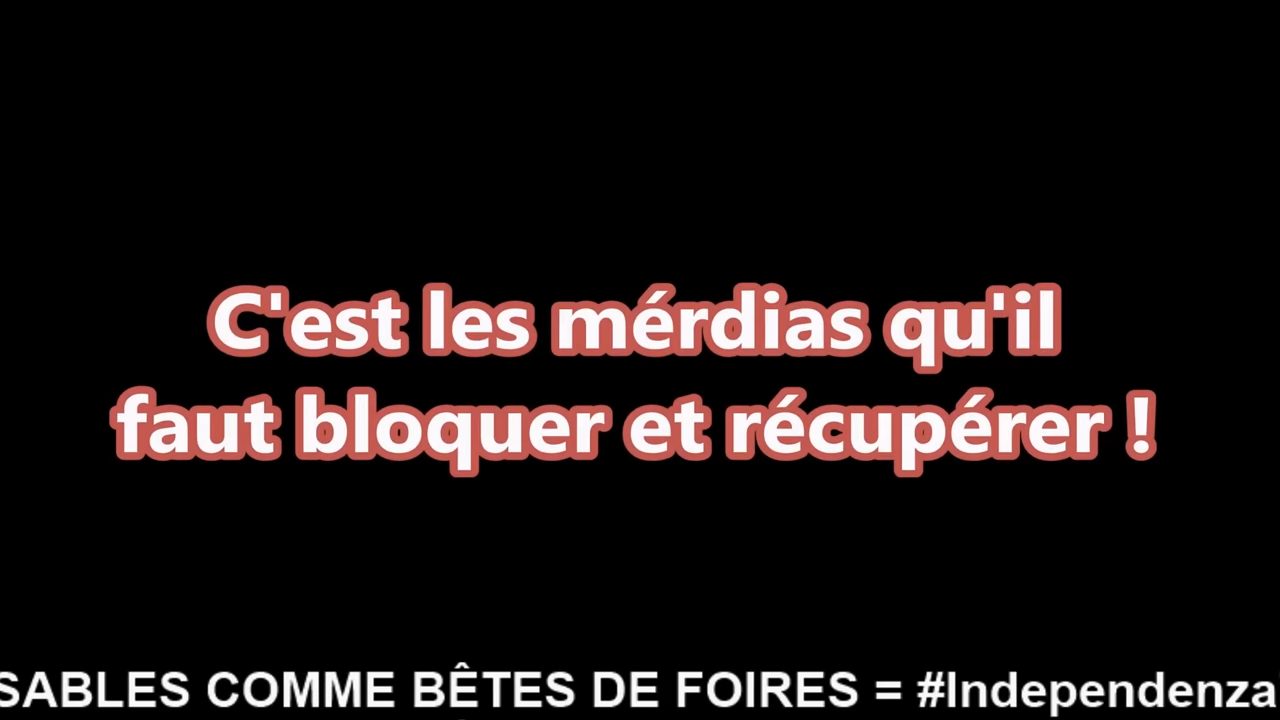 C'est les mérdias qu'il
faut bloquer et récupérer !
SABLES COMME BÊTES DE FOIRES = #Independenza